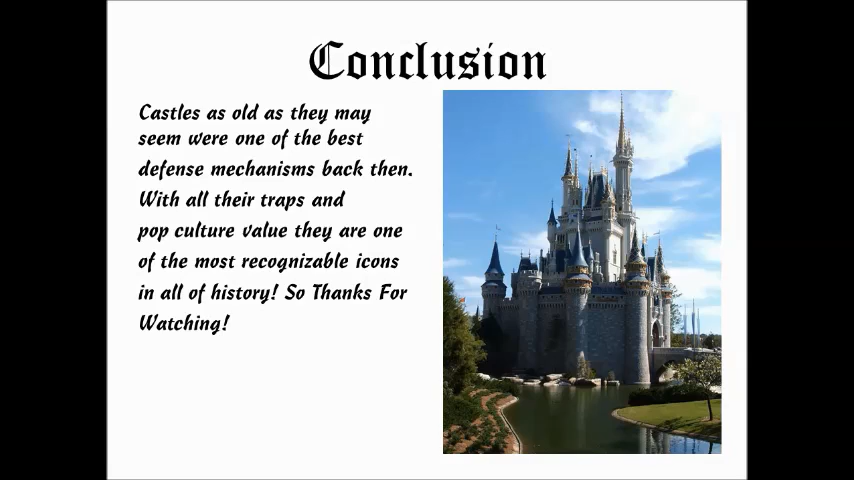 Conclusion
Castles as old as they may
seem were one of the best
defense mechanisms back then.
With all their traps and
pop culture value they are one
of the most recognizable icons
in all of history! So Thanks For
Watching!